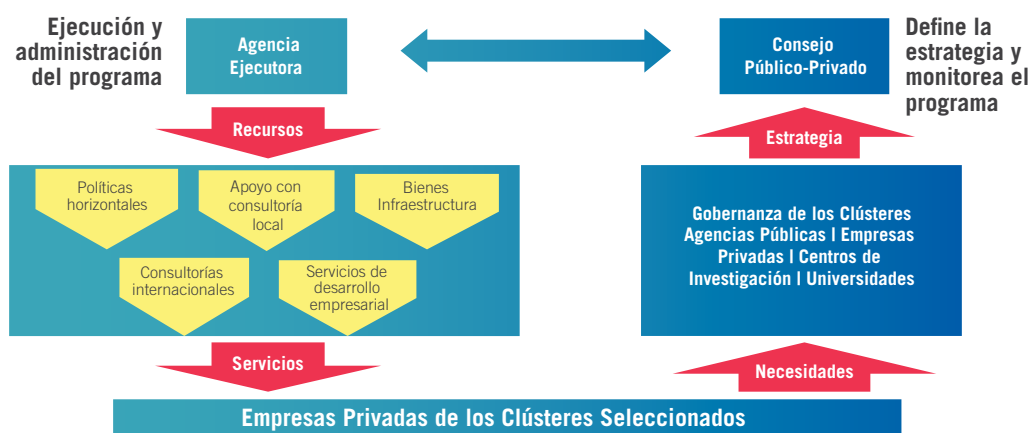 Ejecución y
administración
del programa
Agencia
Ejecutora
Consejo
Público-Privado
Define la
estrategia y
monitorea el
programa
Recursos
Estrategia
Políticas
horizontales
Apoyo con
consultoría
local
Bienes
Infraestructura
Consultorías
internacionales
Servicios de
desarrollo
empresarial
Gobernanza de los Clústeres
Agencias Públicas | Empresas
Privadas | Centros de
Investigación | Universidades
Servicios
Necesidades
Empresas Privadas de los Clústeres Seleccionados